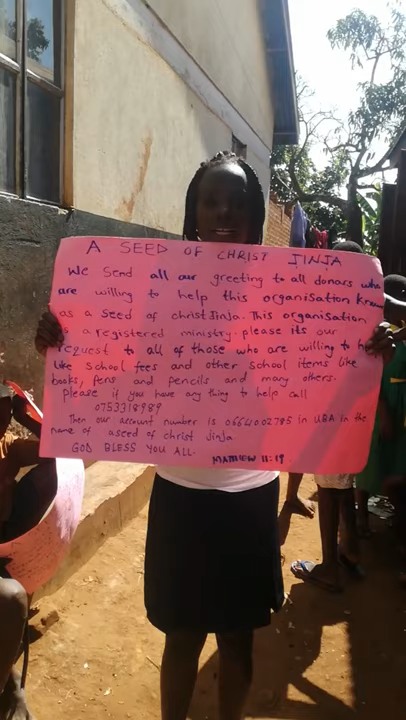 A SEED OF CHRIST JINJA
We send all our greeting to all donors who
are willing to help this organisation known
as a seed of christ Jinja. This organisation
is a registered ministry. please its our
request to all of those who are willing to
like school fees and other school items like
books, pens and pencils and many others.
please if you have any thing to help call
0753318989
Then our account number is 0664002785 in UBA in the
name of a seed of christ Jinja.
GOD BLESS YOU ALL. MATHEW 11:19.